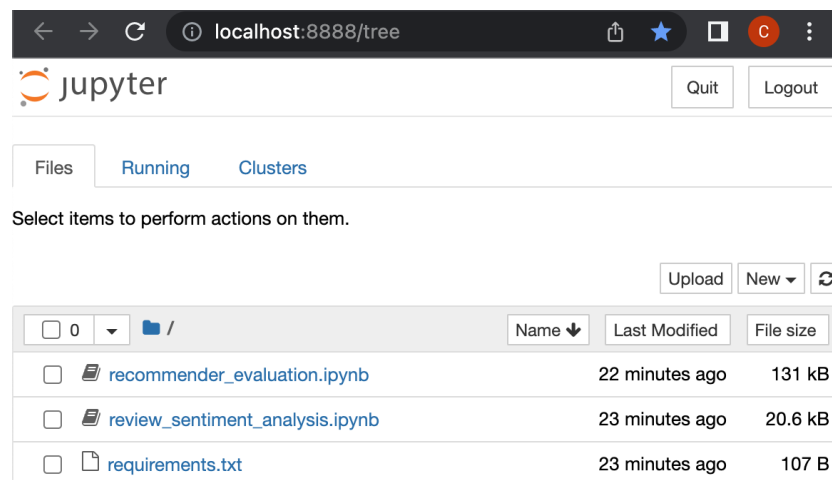 localhost:8888/tree
C
jupyter
Quit Logout
Files Running Clusters
Select items to perform actions on them.
Upload New
0 / Name Last Modified File size
recommender_evaluation.ipynb 22 minutes ago 131 kB
review_sentiment_analysis.ipynb 23 minutes ago 20.6 kB
requirements.txt 23 minutes ago 107 B